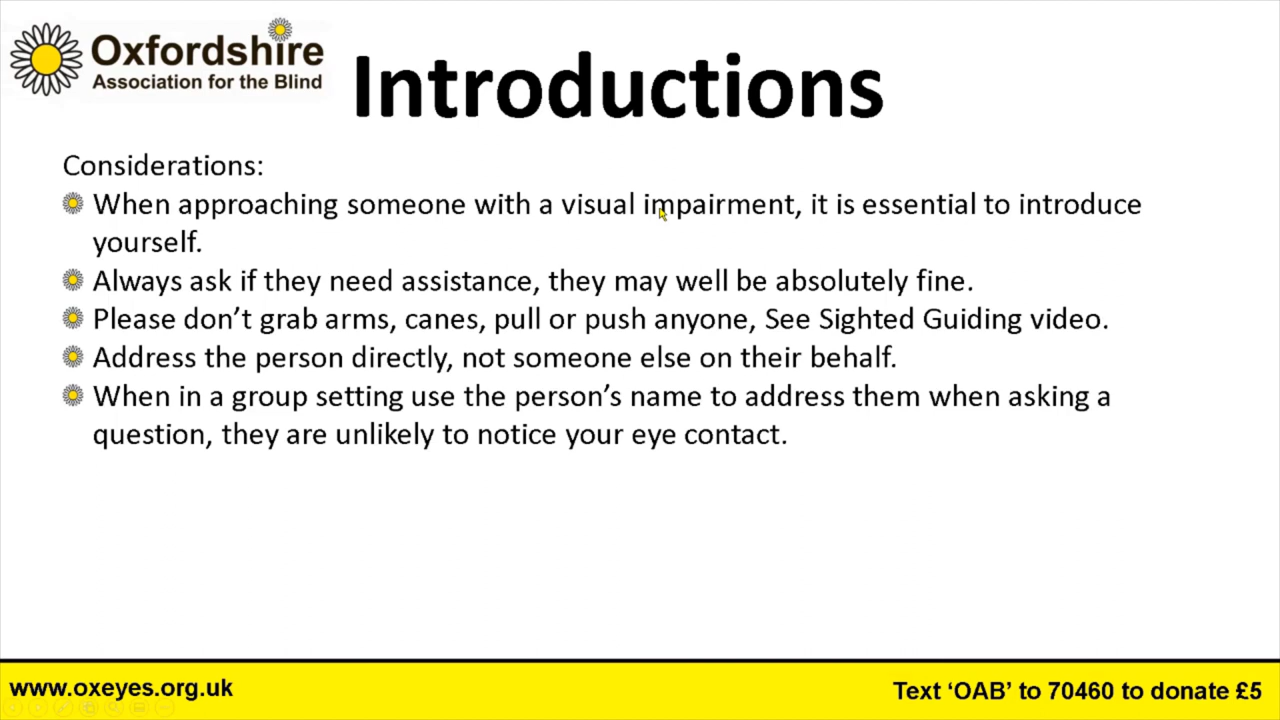 Oxfordshire
Association for the Blind
Introductions
Considerations:
When approaching someone with a visual impairment, it is essential to introduce
yourself.
Always ask if they need assistance, they may well be absolutely fine.
Please don’t grab arms, canes, pull or push anyone, See Sighted Guiding video.
Address the person directly, not someone else on their behalf.
When in a group setting use the person’s name to address them when asking a
question, they are unlikely to notice your eye contact.
www.oxeyes.org.uk
Text ‘OAB’ to 70460 to donate £5